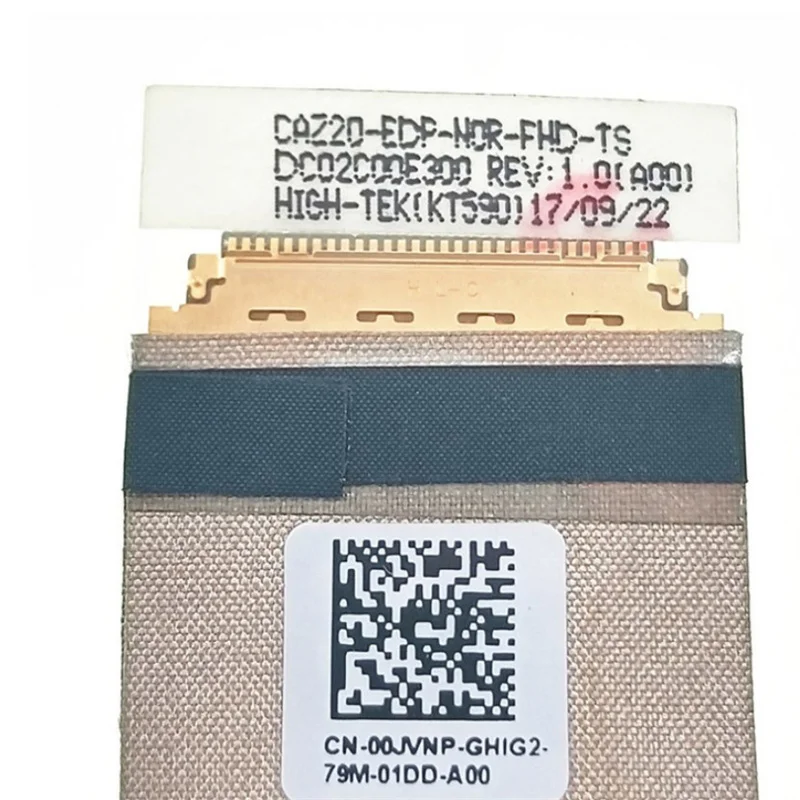 CAZ20-EDP-NOR-FHD-TS
DC02C00E300 REV:1.0(A00)
HIGH-TEK(KT590)17/09/22
CN-00JVNP-GHIG2-
79M-01DD-A00